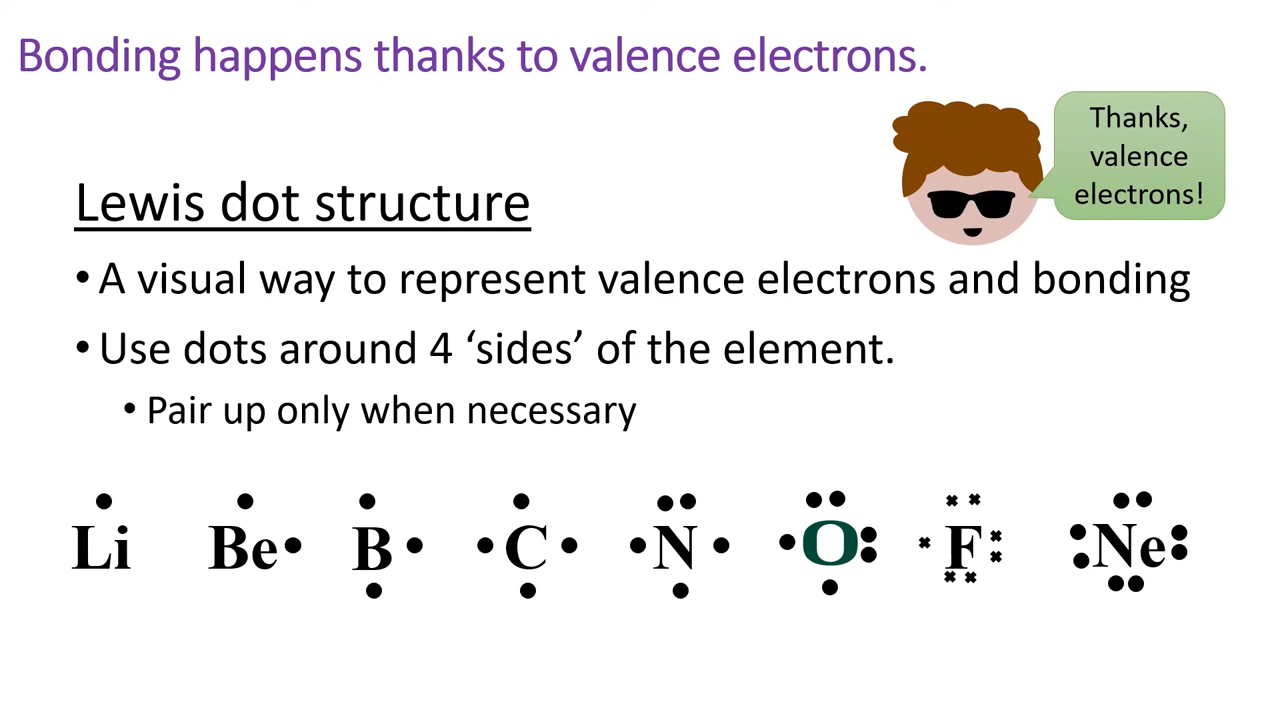 Bonding happens thanks to valence electrons.
Thanks,
valence
electrons!
Lewis dot structure
• A visual way to represent valence electrons and bonding
• Use dots around 4 ‘sides’ of the element.
• Pair up only when necessary
Li Be B C N O F Ne